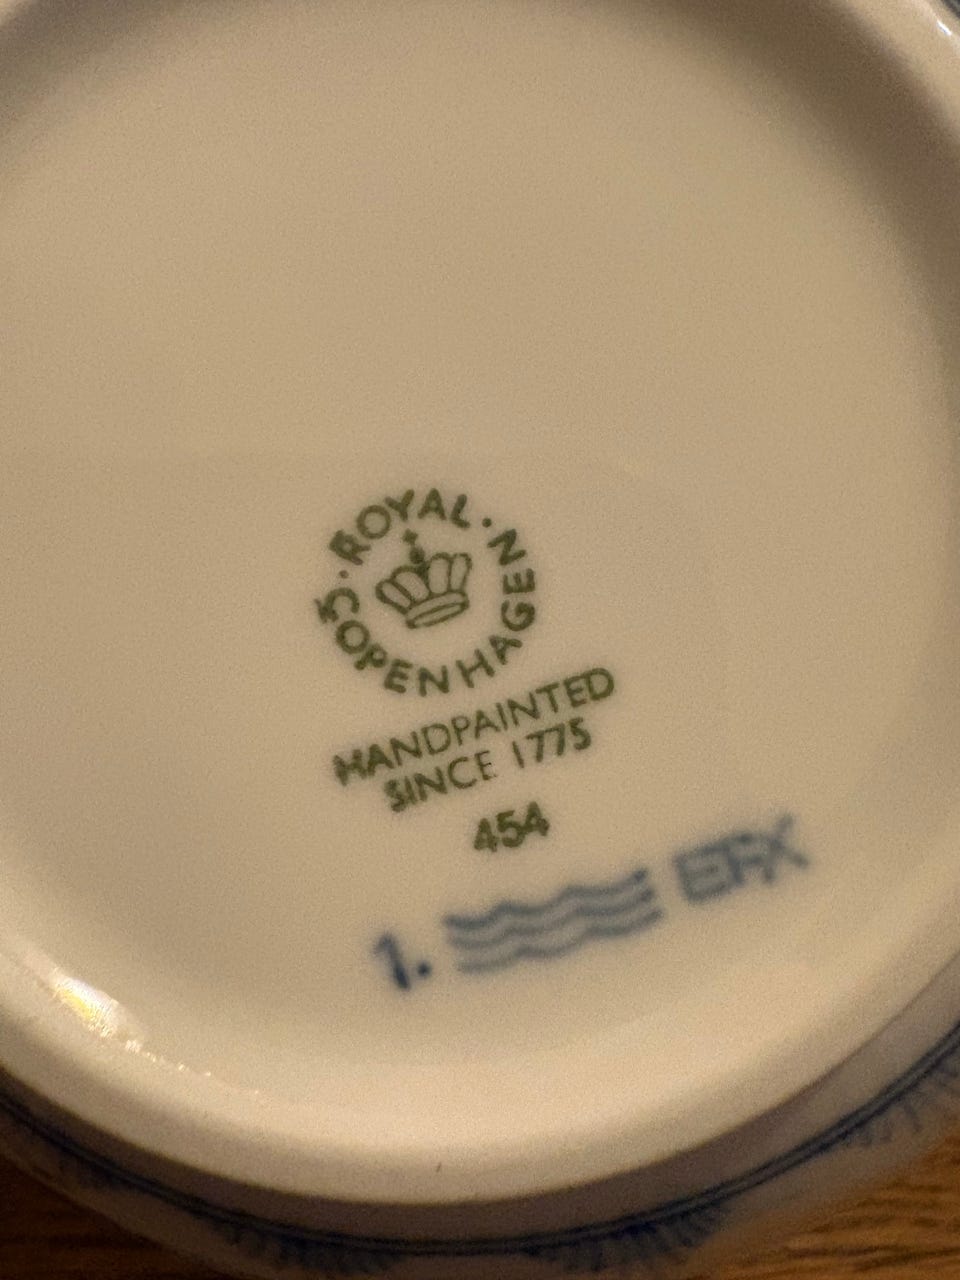 ROYAL · COPENHAGEN ·
HANDPAINTED
SINCE 1775
454
1.